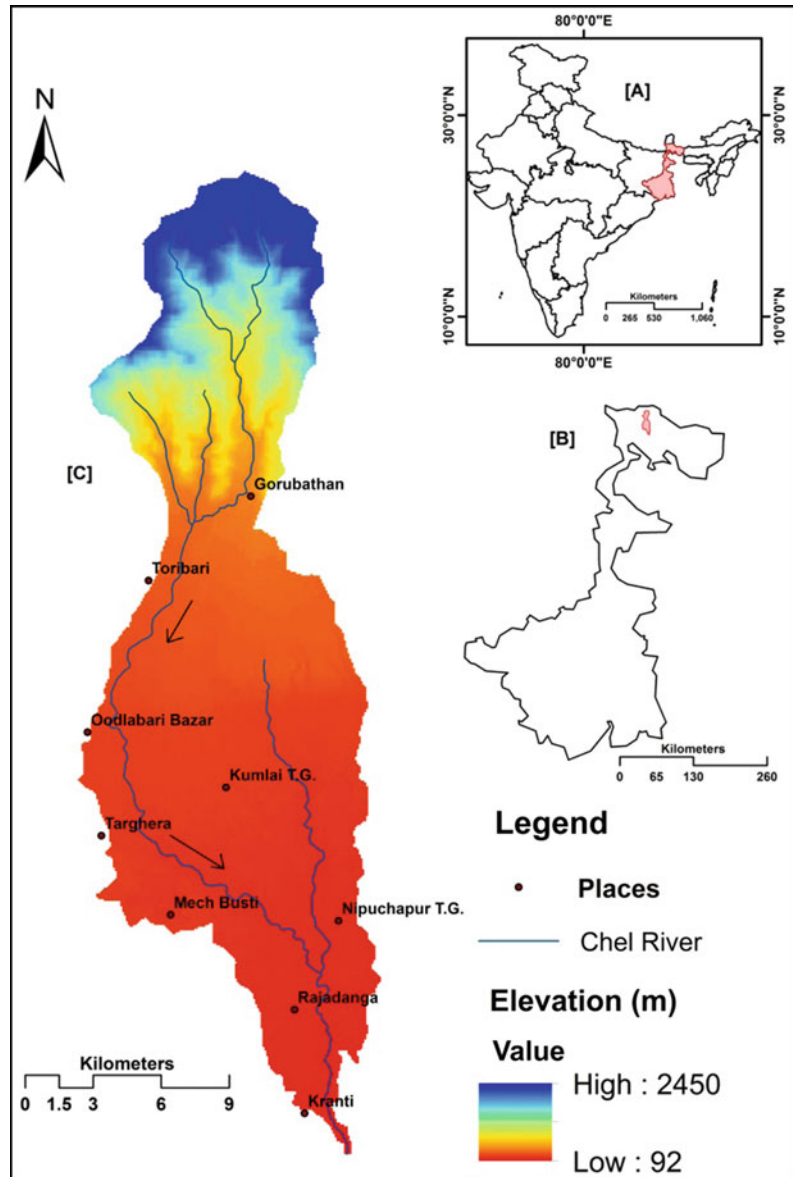 N
80°0'0"E
[A]
30°0'0"N
30°0'0"N
10°0'0"N
10°0'0"N
Kilometers
0 265 530 1,060
80°0'0"E
[B]
[C]
Gorubathan
Toribari
Oodlabari Bazar
Kumlai T.G.
Targhera
Mech Busti
Nipuchapur T.G.
Rajadanga
Kranti
Kilometers
0 1.5 3 6 9
Kilometers
0 65 130 260
Legend
Places
Chel River
Elevation (m)
Value
High : 2450
Low : 92